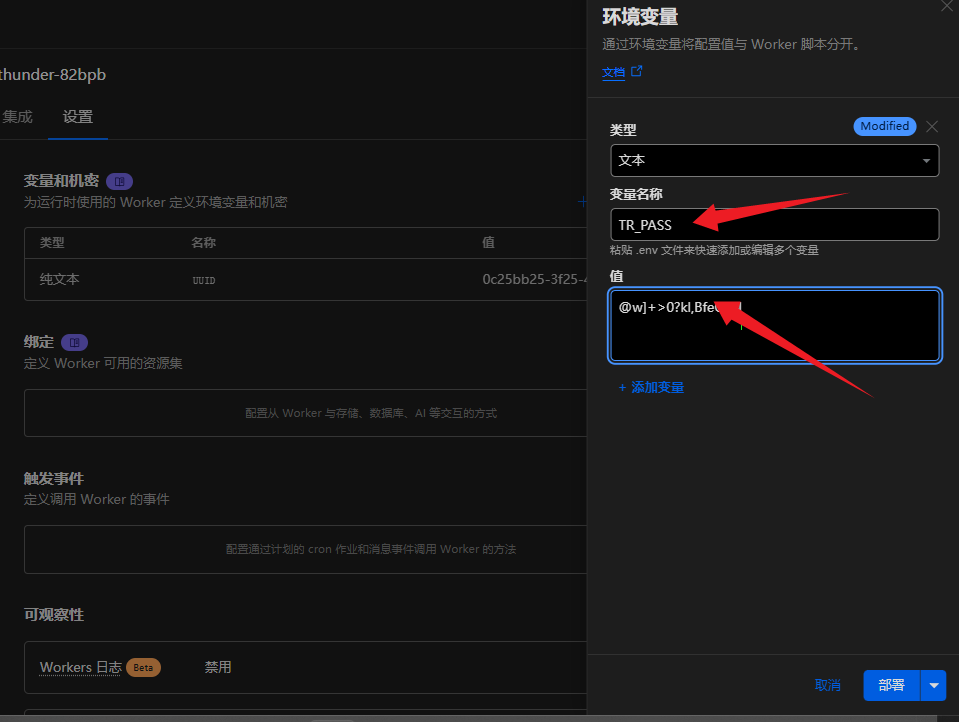 thunder-82bpb
集成 设置
变量和机密
为运行时使用的 Worker 定义环境变量和机密
类型 名称 值
纯文本 UUID 0c25bb25-3f25-
绑定
定义 Worker 可用的资源集
配置从 Worker 与存储、数据库、AI 等交互的方式
触发事件
定义调用 Worker 的事件
配置通过计划的 cron 作业和消息事件调用 Worker 的方法
可观察性
Workers 日志 Beta 禁用
环境变量
通过环境变量将配置值与 Worker 脚本分开。
文档
类型 Modified
文本
变量名称
TR_PASS
粘贴 .env 文件来快速添加或编辑多个变量
值
@w]+>0?kl,Bfe
+ 添加变量
取消 部署